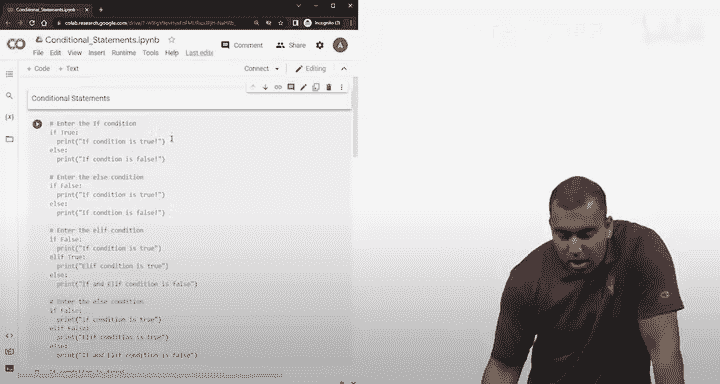 Conditional_Statements.ipynb
File Edit View Insert Runtime Tools Help
Comment Share A
+ Code + Text
Connect Editing
Conditional Statements
# Enter the If condition
if True:
print("If condition is true!")
else:
print("If condtion is false!")
# Enter the else condition
if False:
print("If condition is true!")
else:
print("If condtion is false!")
# Enter the elif condition
if False:
print("If condition is true")
elif True:
print("Elif condition is true")
else:
print("If and Elif condition is false")
# Enter the else condition
if False:
print("If condition is true")
elif False:
print("Elif condition is true")
else:
print("If and Elif condition is false")